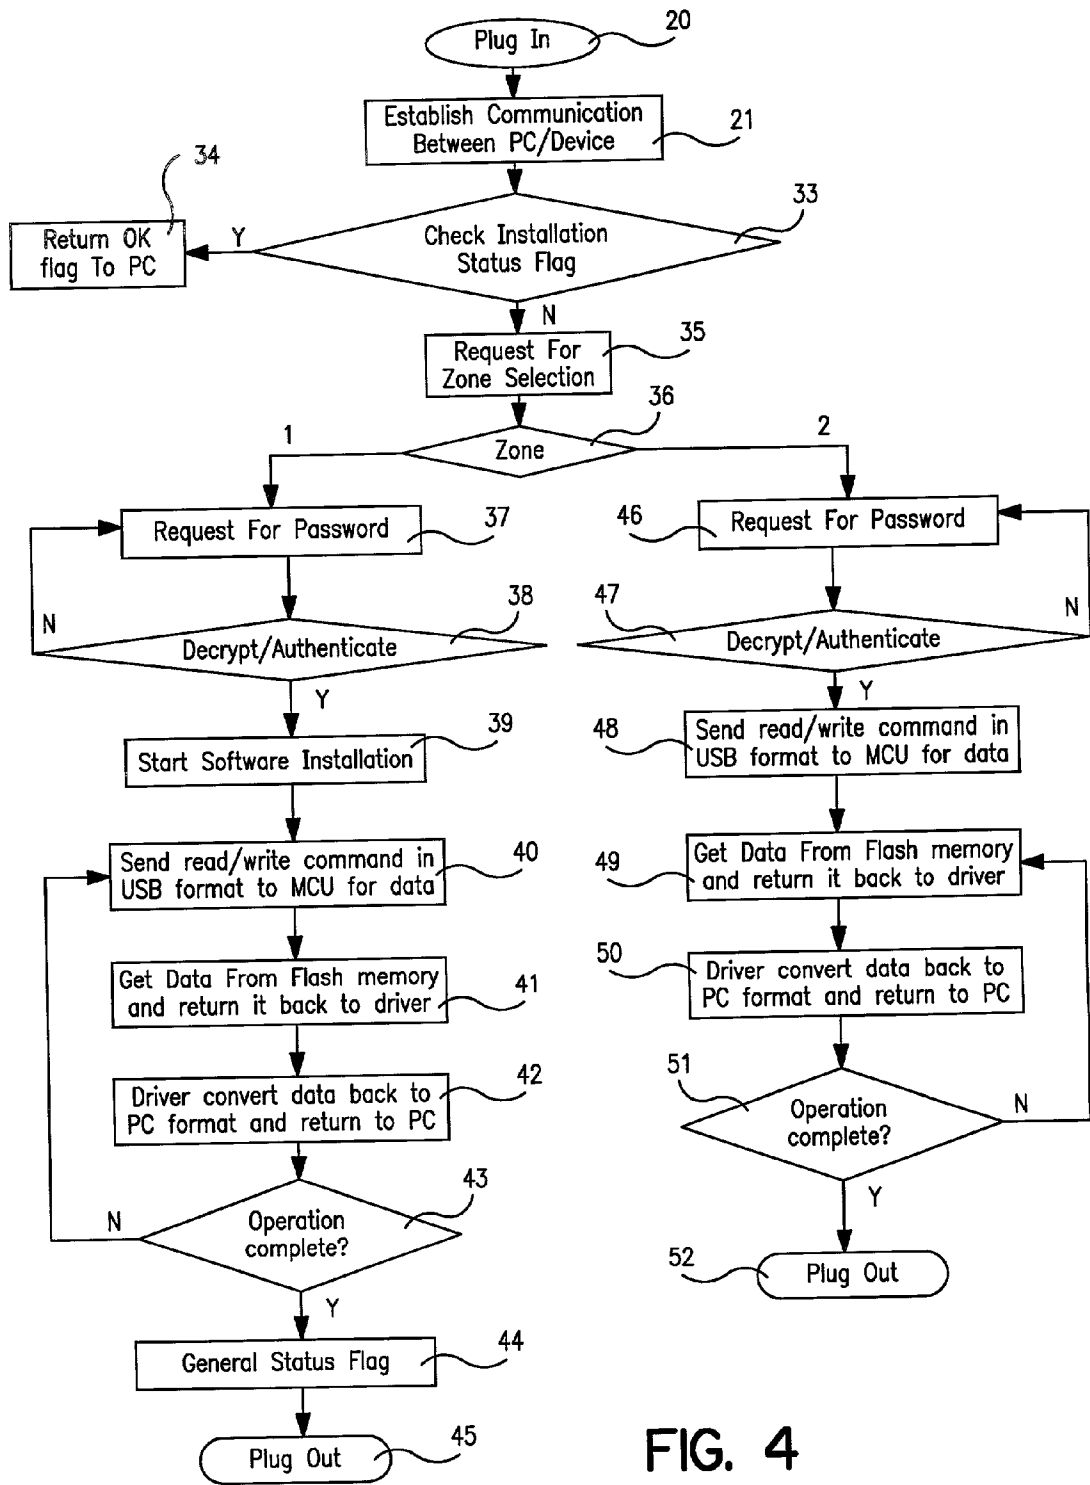 Plug In
20
Establish Communication
Between PC/Device
21
34
33
Return OK
flag To PC
Y
Check Installation
Status Flag
N
35
Request For
Zone Selection
36
1
Zone
2
Request For Password
37
46
Request For Password
N
38
Decrypt/Authenticate
47
Decrypt/Authenticate
N
Y
Y
39
Start Software Installation
48
Send read/write command in
USB format to MCU for data
Send read/write command in
USB format to MCU for data
40
49
Get Data From Flash memory
and return it back to driver
Get Data From Flash memory
and return it back to driver
41
50
Driver convert data back to
PC format and return to PC
Driver convert data back to
PC format and return to PC
42
51
Operation
complete?
N
43
Operation
complete?
N
Y
Y
52
Plug Out
General Status Flag
44
Plug Out
45
FIG. 4